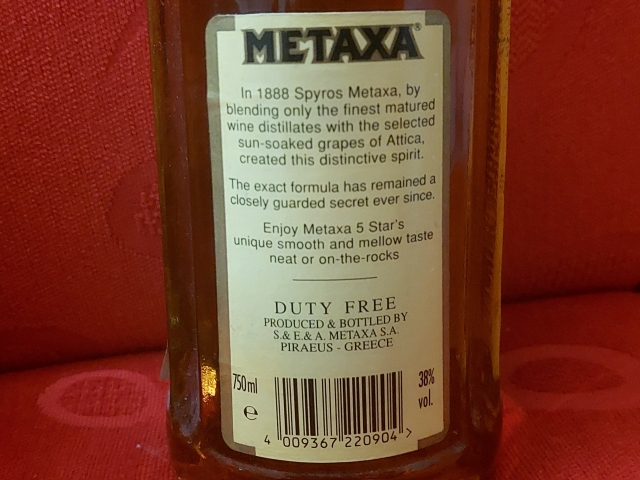 METAXA®
In 1888 Spyros Metaxa, by
blending only the finest matured
wine distillates with the selected
sun-soaked grapes of Attica,
created this distinctive spirit.
The exact formula has remained a
closely guarded secret ever since.
Enjoy Metaxa 5 Star's
unique smooth and mellow taste
neat or on-the-rocks
DUTY FREE
PRODUCED & BOTTLED BY
S.& E.& A. METAXA S.A.
PIRAEUS - GREECE
750ml
℮
38%
vol.
4 009367 220904 >